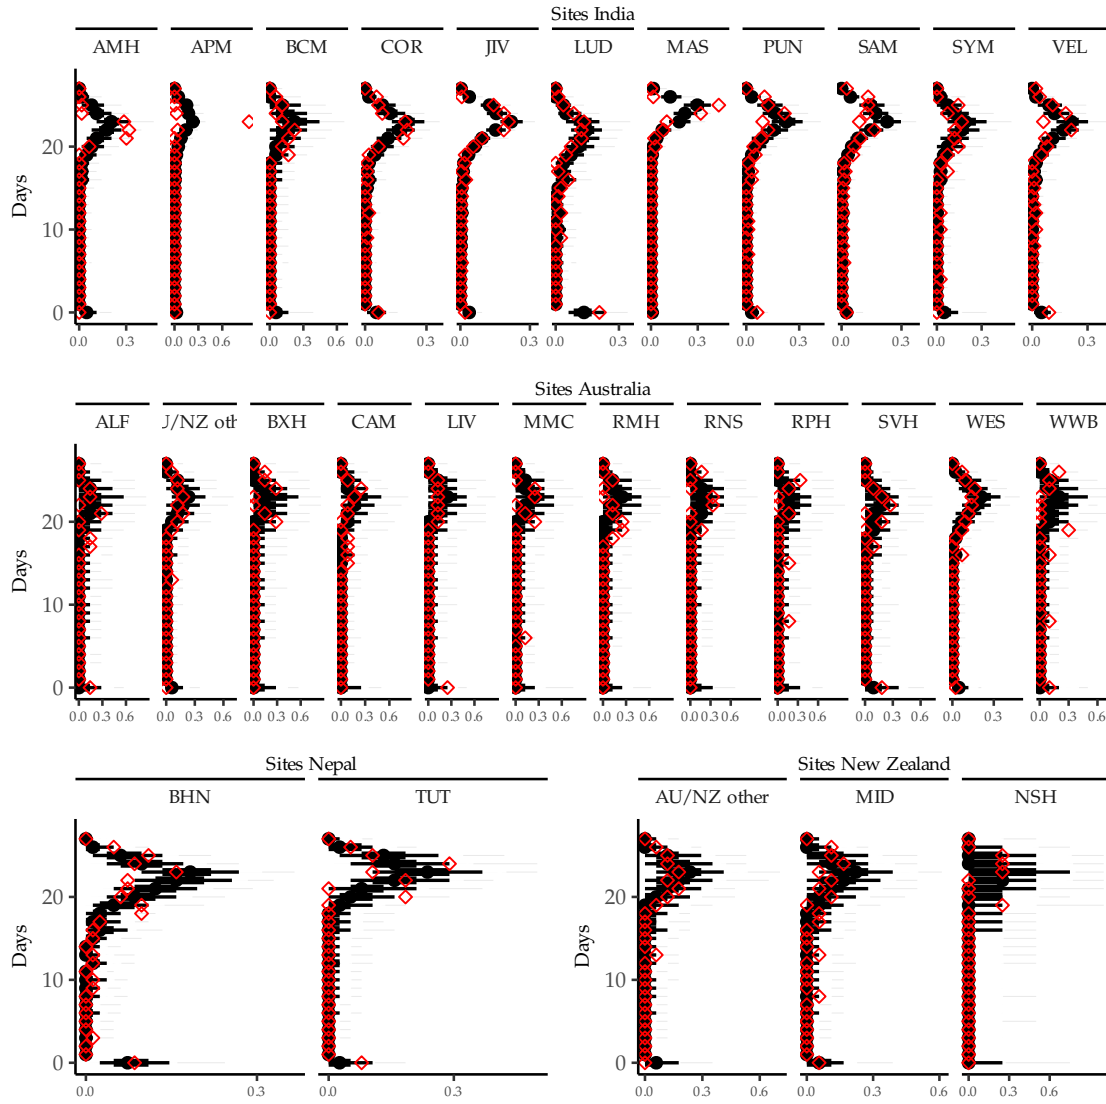 Sites India
AMH APM BCM COR JIV LUD MAS PUN SAM SYM VEL
Days
20
10
0
0.0 0.3 0.0 0.3 0.6 0.0 0.3 0.6 0.0 0.3 0.0 0.3 0.0 0.3 0.0 0.3 0.0 0.3 0.0 0.3 0.0 0.3 0.0 0.3
Sites Australia
ALF J/NZ oth BXH CAM LIV MMC RMH RNS RPH SVH WES WWB
Days
20
10
0
0.0 0.3 0.6 0.0 0.3 0.6 0.0 0.3 0.6 0.0 0.3 0.6 0.0 0.3 0.6 0.0 0.3 0.6 0.0 0.3 0.6 0.0 0.3 0.6 0.0 0.3 0.6 0.0 0.3 0.6 0.0 0.3 0.0 0.3 0.6
Sites Nepal
BHN TUT
Days
20
10
0
0.0 0.3 0.0 0.3
Sites New Zealand
AU/NZ other MID NSH
Days
20
10
0
0.0 0.3 0.6 0.0 0.3 0.6 0.0 0.3 0.6